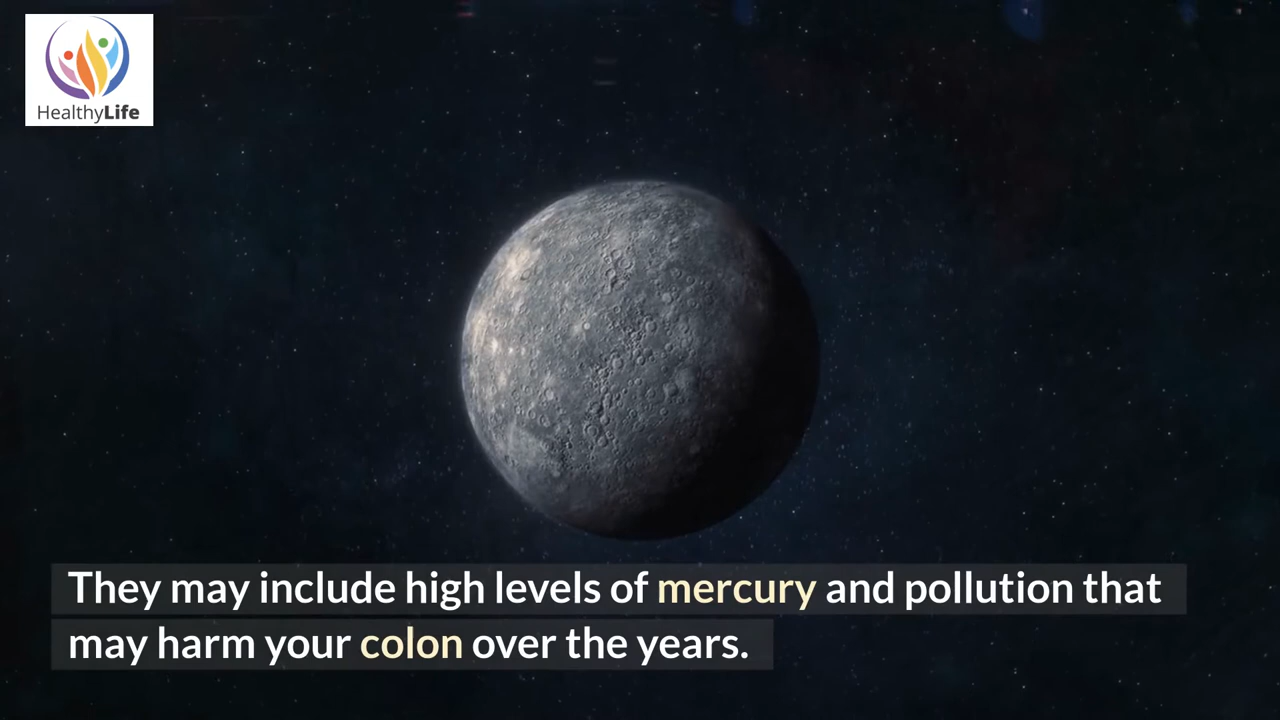 HealthyLife
They may include high levels of mercury and pollution that
may harm your colon over the years.